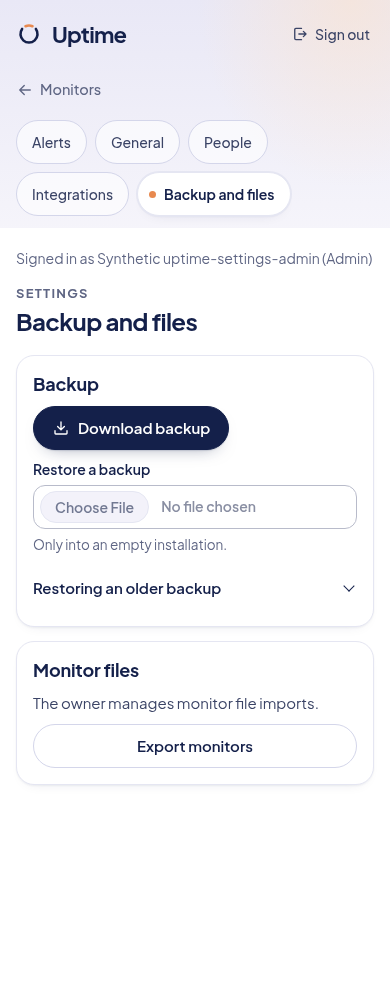 Uptime
Sign out
Monitors
Alerts
General
People
Integrations
Backup and files
Signed in as Synthetic uptime-settings-admin (Admin)
SETTINGS
Backup and files
Backup
Download backup
Restore a backup
Choose File
No file chosen
Only into an empty installation.
Restoring an older backup
Monitor files
The owner manages monitor file imports.
Export monitors